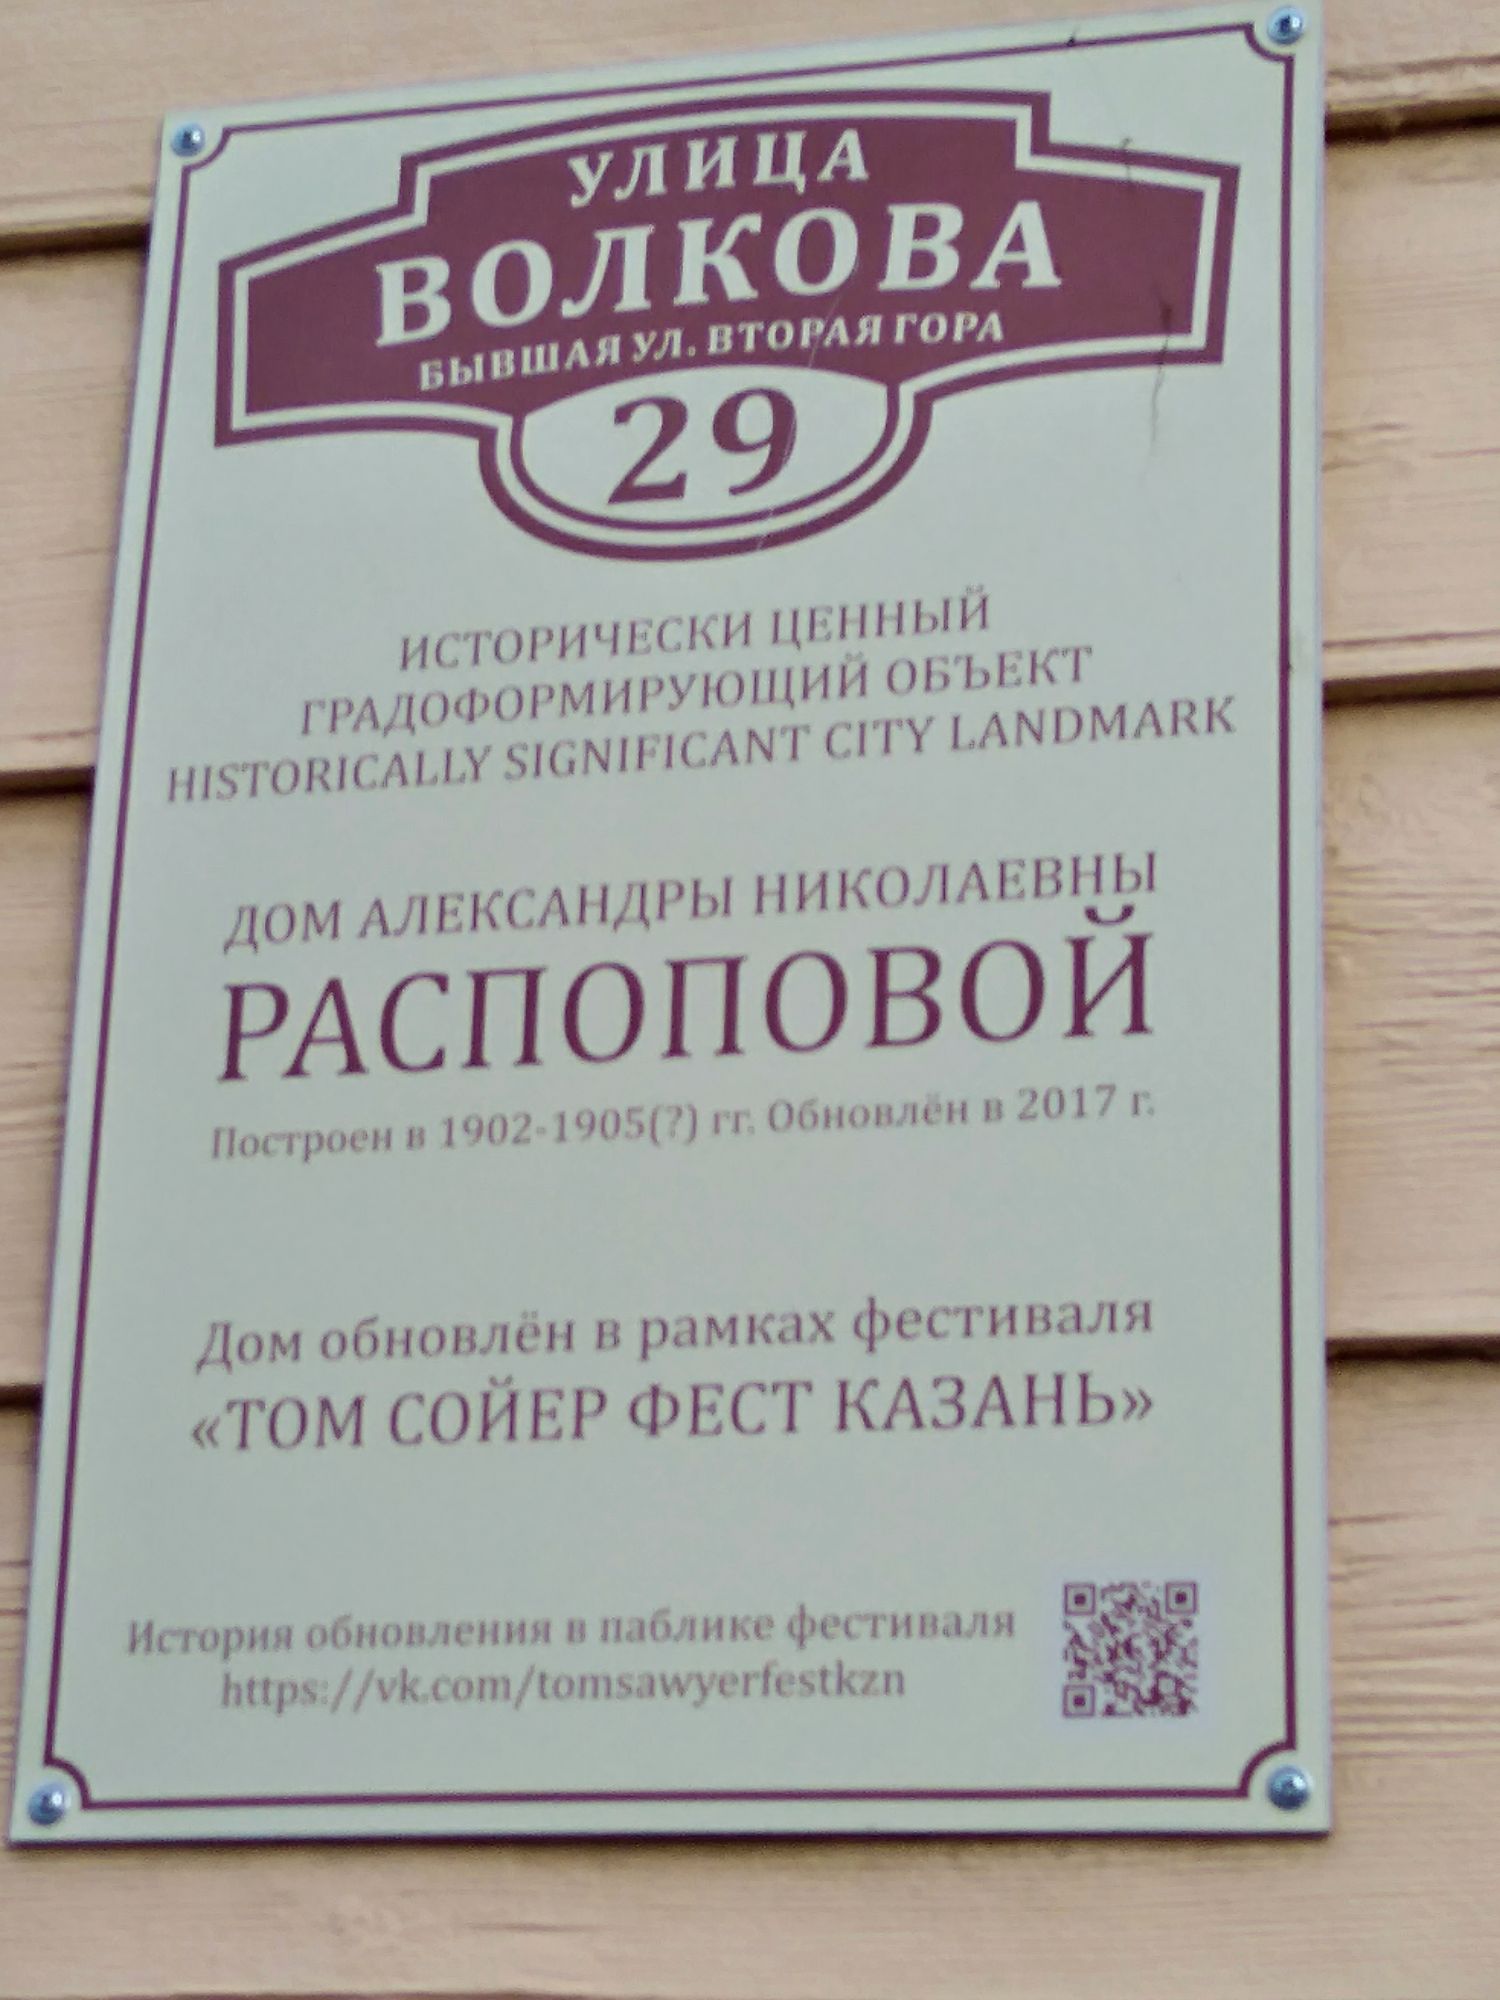 УЛИЦА
ВОЛКОВА
БЫВШАЯ УЛ. ВТОРАЯ ГОРА
29
ИСТОРИЧЕСКИ ЦЕННЫЙ
ГРАДОФОРМИРУЮЩИЙ ОБЪЕКТ
HISTORICALLY SIGNIFICANT CITY LANDMARK
ДОМ АЛЕКСАНДРЫ НИКОЛАЕВНЫ
РАСПОПОВОЙ
Построен в 1902-1905(?) гг. Обновлён в 2017 г.
Дом обновлён в рамках фестиваля
«ТОМ СОЙЕР ФЕСТ КАЗАНЬ»
История обновления в паблике фестиваля
https://vk.com/tomsawyerfestkzn